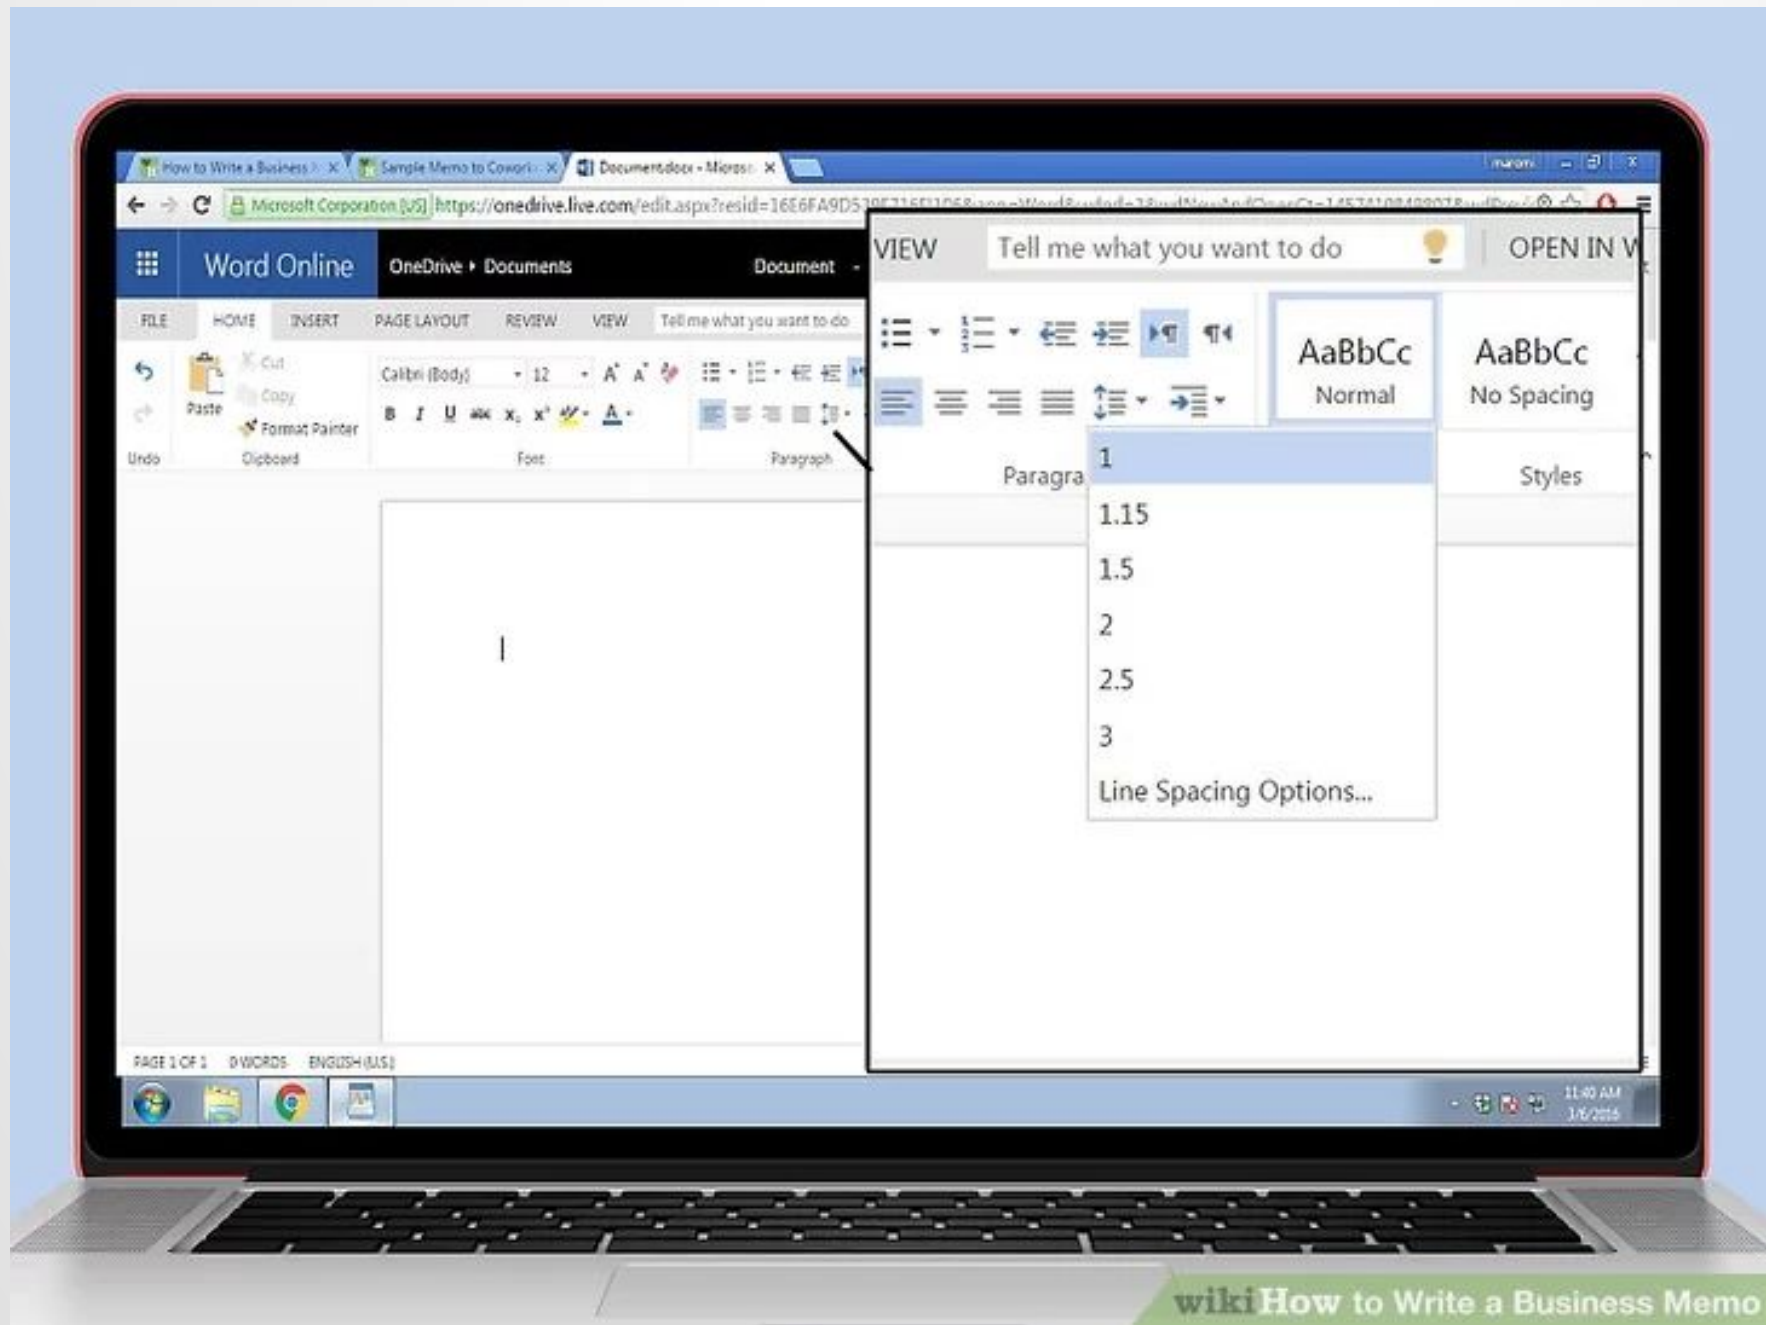 How to Write a Business
Sample Memo to Cowor
Document.docx - Micros
Microsoft Corporation [US] https://onedrive.live.com/edit.aspx?resid=16E6FA9D5
Word Online OneDrive Documents Document -
FILE HOME INSERT PAGE LAYOUT REVIEW VIEW Tell me what you want to do
Cut
Copy
Paste
Format Painter
Calibri (Body) 12
A A
B I U abc x₂ x² A
Undo Clipboard Font Paragraph
VIEW Tell me what you want to do OPEN IN W
AaBbCc AaBbCc
Normal No Spacing
Paragra Styles
1
1.15
1.5
2
2.5
3
Line Spacing Options...
PAGE 1 OF 1 0 WORDS ENGLISH (U.S.)
11:40 AM
3/6/2016
wikiHow to Write a Business Memo